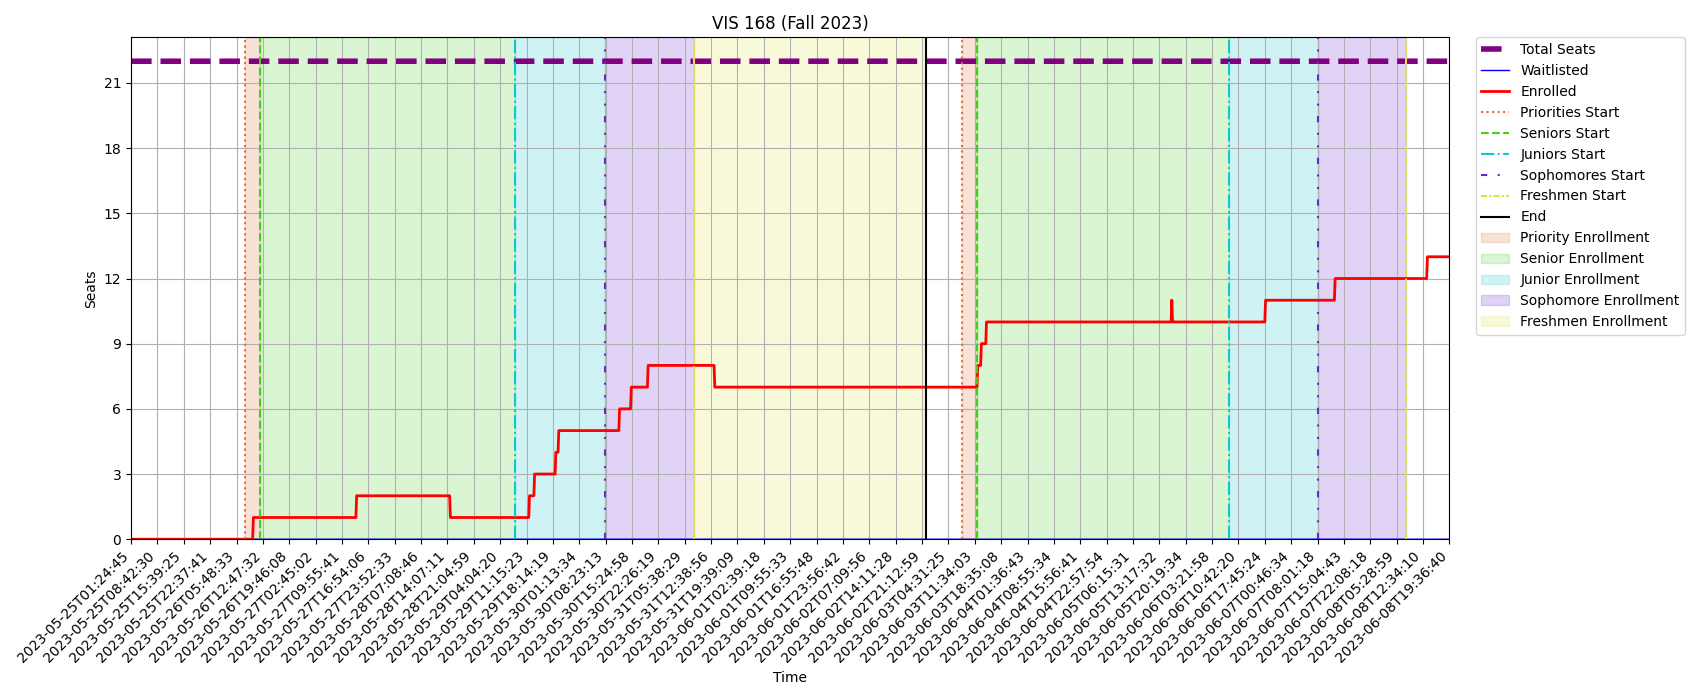 VIS 168 (Fall 2023)
Total Seats
Waitlisted
Enrolled
Priorities Start
Seniors Start
Juniors Start
Sophomores Start
Freshmen Start
End
Priority Enrollment
Senior Enrollment
Junior Enrollment
Sophomore Enrollment
Freshmen Enrollment
Seats
21
18
15
12
9
6
3
0
2023-05-25T01:24:45
2023-05-25T08:42:30
2023-05-25T15:39:25
2023-05-25T22:37:41
2023-05-26T05:48:33
2023-05-26T12:47:32
2023-05-26T19:46:08
2023-05-27T02:45:02
2023-05-27T09:55:41
2023-05-27T16:54:06
2023-05-27T23:52:33
2023-05-28T07:08:46
2023-05-28T14:07:11
2023-05-28T21:04:59
2023-05-29T04:04:20
2023-05-29T11:15:23
2023-05-29T18:14:19
2023-05-30T01:13:34
2023-05-30T08:23:13
2023-05-30T15:24:58
2023-05-30T22:26:19
2023-05-31T05:38:29
2023-05-31T12:38:56
2023-05-31T19:39:09
2023-06-01T02:39:18
2023-06-01T09:55:33
2023-06-01T16:55:48
2023-06-01T23:56:42
2023-06-02T07:09:56
2023-06-02T14:11:28
2023-06-02T21:12:59
2023-06-03T04:31:25
2023-06-03T11:34:03
2023-06-03T18:35:08
2023-06-04T01:36:43
2023-06-04T08:55:34
2023-06-04T15:56:41
2023-06-04T22:57:54
2023-06-05T06:15:31
2023-06-05T13:17:32
2023-06-05T20:19:34
2023-06-06T03:21:58
2023-06-06T10:42:20
2023-06-06T17:45:24
2023-06-07T00:46:34
2023-06-07T08:01:18
2023-06-07T15:04:43
2023-06-07T22:08:18
2023-06-08T05:28:59
2023-06-08T12:34:10
2023-06-08T19:36:40
Time